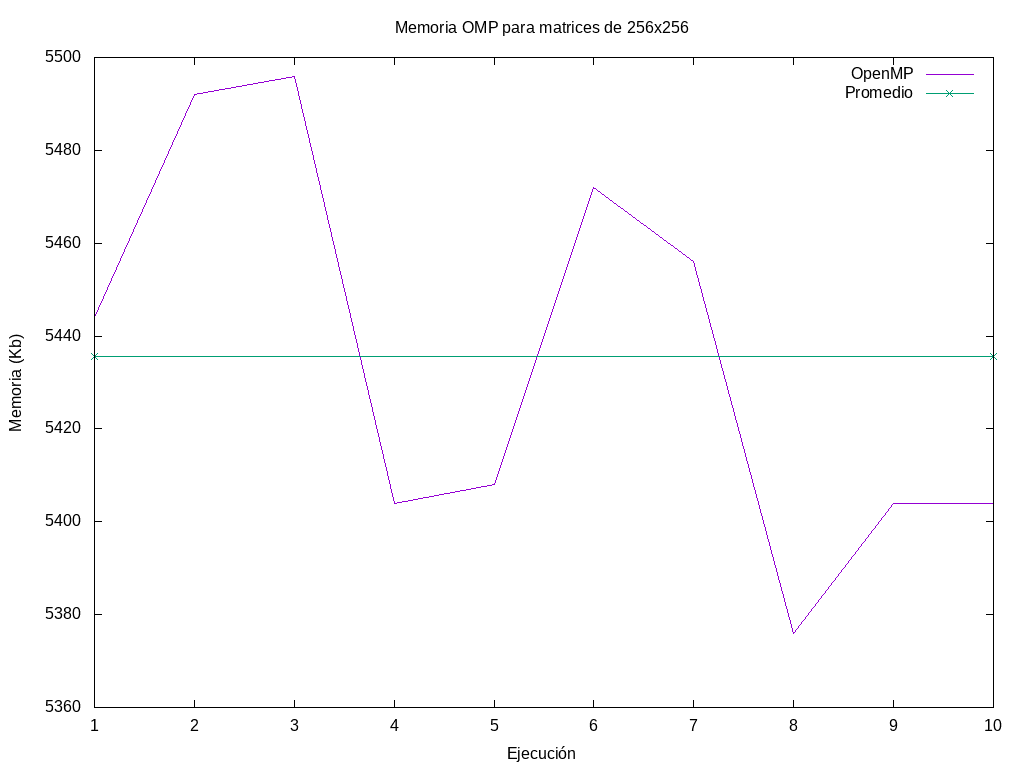 Memoria OMP para matrices de 256x256
OpenMP
Promedio
5500
5480
5460
5440
5420
5400
5380
5360
Memoria (Kb)
1 2 3 4 5 6 7 8 9 10
Ejecución